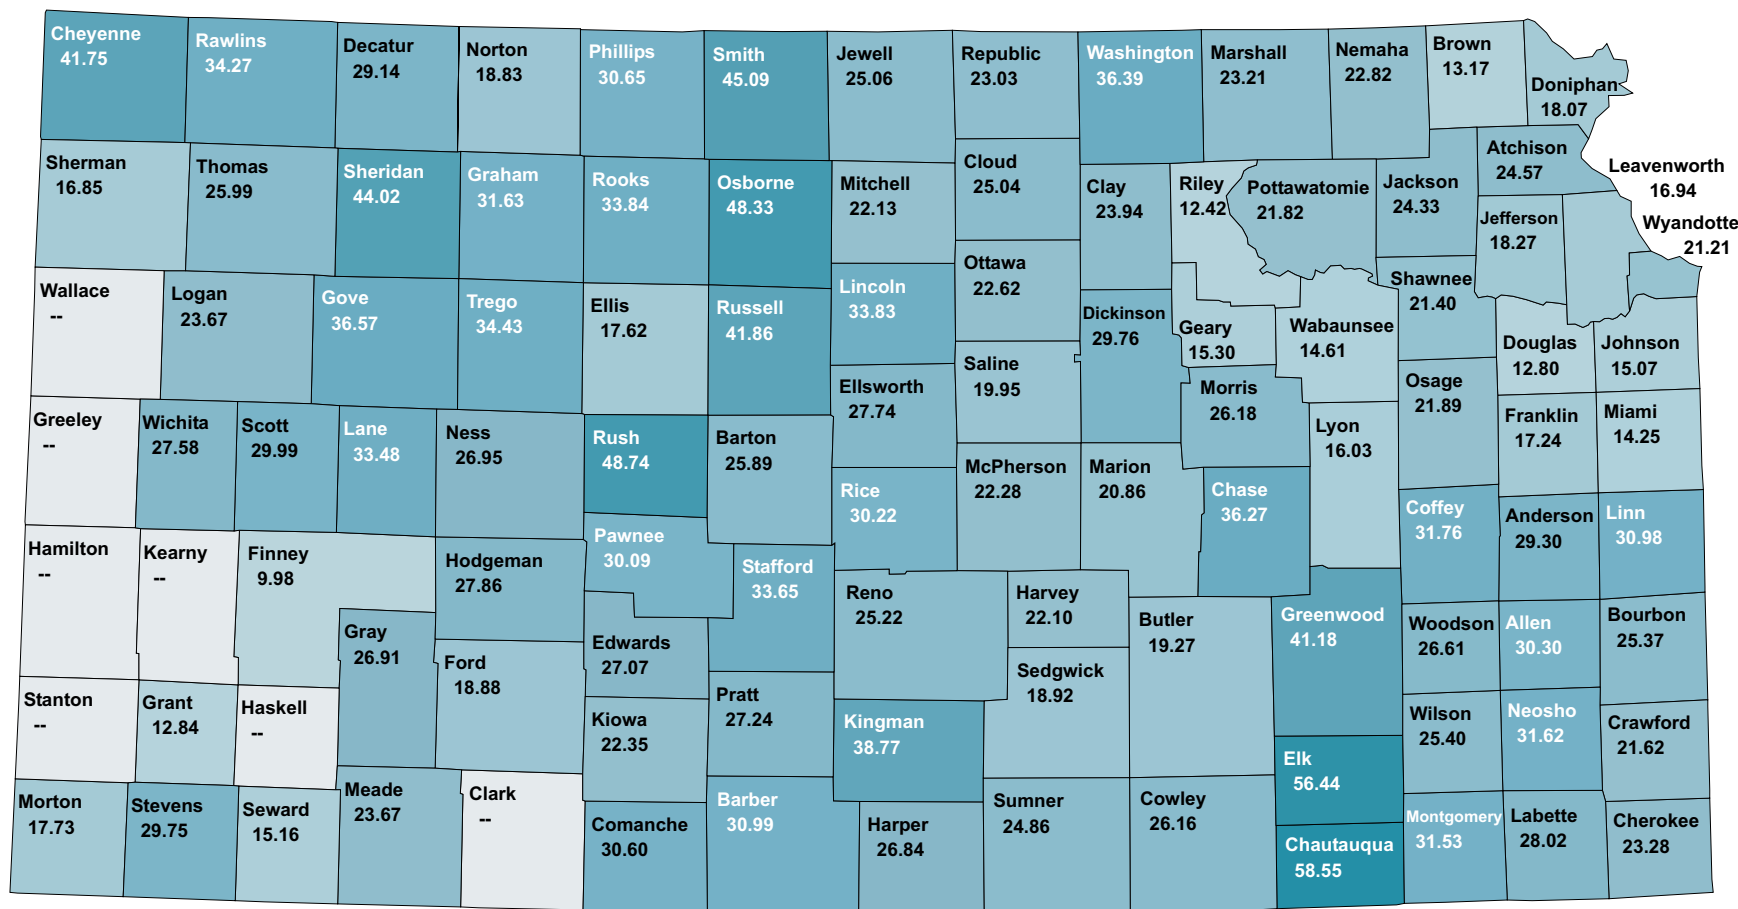 Cheyenne
41.75
Rawlins
34.27
Decatur
29.14
Norton
18.83
Phillips
30.65
Smith
45.09
Jewell
25.06
Republic
23.03
Washington
36.39
Marshall
23.21
Nemaha
22.82
Brown
13.17
Doniphan
18.07
Sherman
16.85
Thomas
25.99
Sheridan
44.02
Graham
31.63
Rooks
33.84
Osborne
48.33
Mitchell
22.13
Cloud
25.04
Clay
23.94
Riley
12.42
Pottawatomie
21.82
Jackson
24.33
Atchison
24.57
Jefferson
18.27
Leavenworth
16.94
Wyandotte
21.21
Wallace
--
Logan
23.67
Gove
36.57
Trego
34.43
Ellis
17.62
Russell
41.86
Lincoln
33.83
Ottawa
22.62
Saline
19.95
Dickinson
29.76
Geary
15.30
Wabaunsee
14.61
Shawnee
21.40
Douglas
12.80
Johnson
15.07
Ellsworth
27.74
Morris
26.18
Osage
21.89
Franklin
17.24
Miami
14.25
Greeley
--
Wichita
27.58
Scott
29.99
Lane
33.48
Ness
26.95
Rush
48.74
Barton
25.89
Rice
30.22
McPherson
22.28
Marion
20.86
Chase
36.27
Lyon
16.03
Coffey
31.76
Anderson
29.30
Linn
30.98
Hamilton
--
Kearny
--
Finney
9.98
Hodgeman
27.86
Pawnee
30.09
Stafford
33.65
Reno
25.22
Harvey
22.10
Butler
19.27
Greenwood
41.18
Woodson
26.61
Allen
30.30
Bourbon
25.37
Gray
26.91
Ford
18.88
Edwards
27.07
Pratt
27.24
Sedgwick
18.92
Stanton
--
Grant
12.84
Haskell
--
Kiowa
22.35
Kingman
38.77
Elk
56.44
Wilson
25.40
Neosho
31.62
Crawford
21.62
Morton
17.73
Stevens
29.75
Seward
15.16
Meade
23.67
Clark
--
Comanche
30.60
Barber
30.99
Harper
26.84
Sumner
24.86
Cowley
26.16
Chautauqua
58.55
Montgomery
31.53
Labette
28.02
Cherokee
23.28